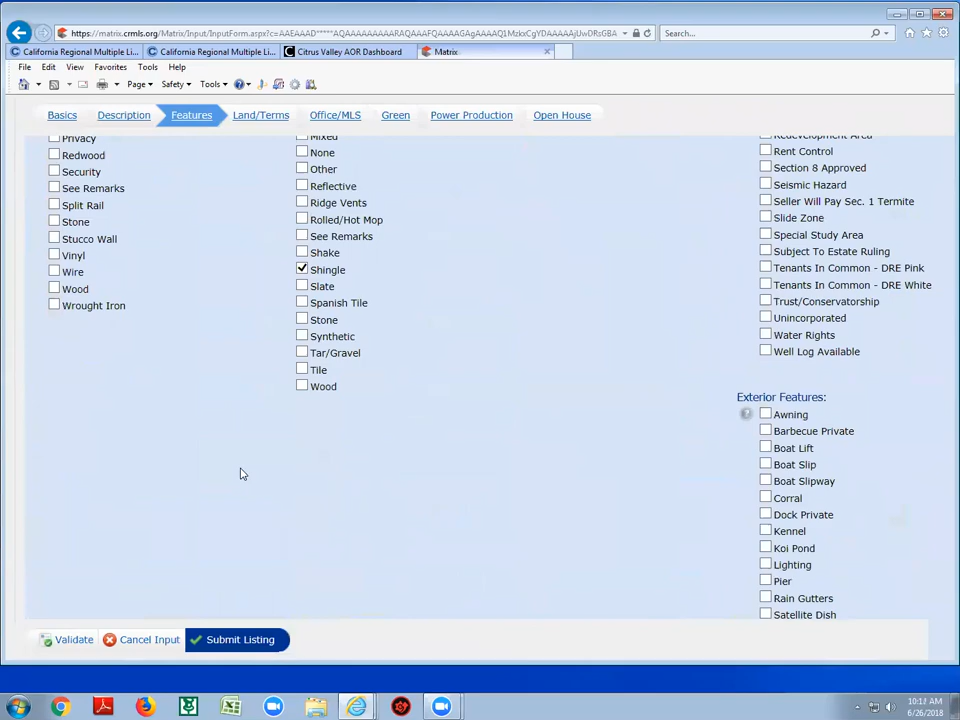 https://matrix.crmls.org/Matrix/Input/InputForm.aspx?c=
Search...
California Regional Multiple Li...
California Regional Multiple Li...
Citrus Valley AOR Dashboard
Matrix
File Edit View Favorites Tools Help
Page Safety Tools
Basics Description Features Land/Terms Office/MLS Green Power Production Open House
Privacy
Redwood
Security
See Remarks
Split Rail
Stone
Stucco Wall
Vinyl
Wire
Wood
Wrought Iron
Mixed
None
Other
Reflective
Ridge Vents
Rolled/Hot Mop
See Remarks
Shake
Shingle
Slate
Spanish Tile
Stone
Synthetic
Tar/Gravel
Tile
Wood
Redevelopment Area
Rent Control
Section 8 Approved
Seismic Hazard
Seller Will Pay Sec. 1 Termite
Slide Zone
Special Study Area
Subject To Estate Ruling
Tenants In Common - DRE Pink
Tenants In Common - DRE White
Trust/Conservatorship
Unincorporated
Water Rights
Well Log Available
Exterior Features:
Awning
Barbecue Private
Boat Lift
Boat Slip
Boat Slipway
Corral
Dock Private
Kennel
Koi Pond
Lighting
Pier
Rain Gutters
Satellite Dish
Validate Cancel Input Submit Listing
6/26/2018